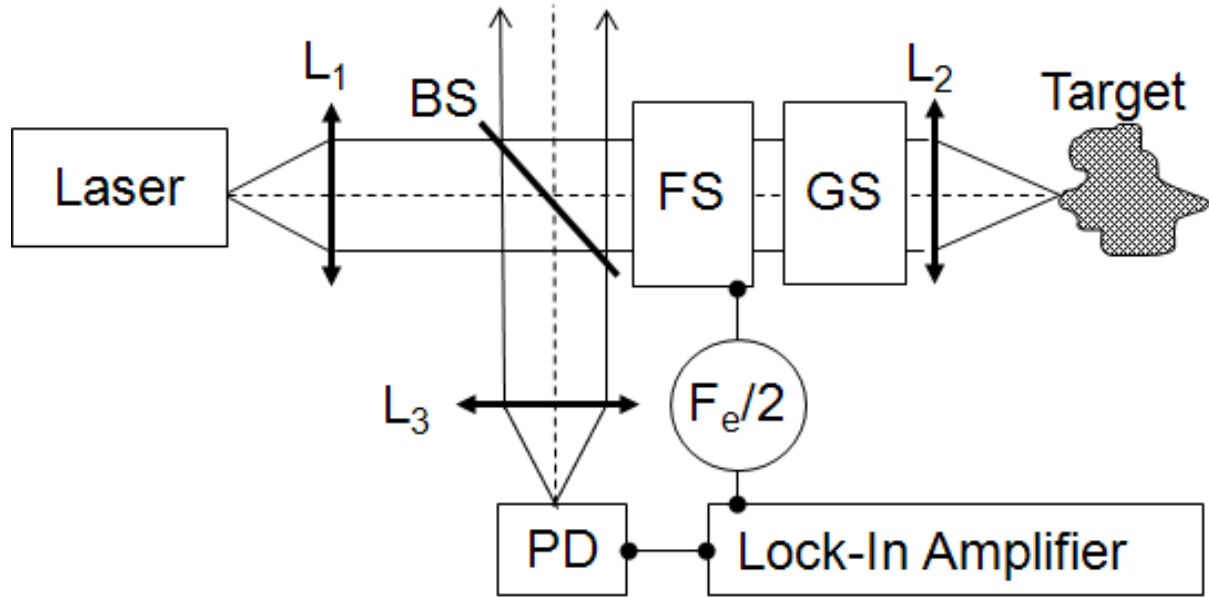 L₁
BS
L₂
Target
Laser
FS
GS
L₃
Fₑ/2
PD
Lock-In Amplifier